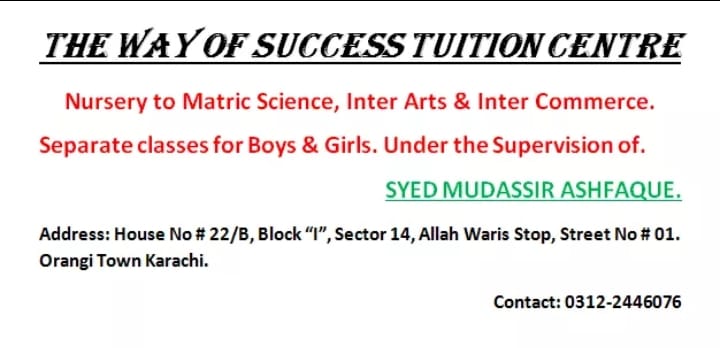 THE WAY OF SUCCESS TUITION CENTRE
Nursery to Matric Science, Inter Arts & Inter Commerce.
Separate classes for Boys & Girls. Under the Supervision of.
SYED MUDASSIR ASHFAQUE.
Address: House No # 22/B, Block “I”, Sector 14, Allah Waris Stop, Street No # 01.
Orangi Town Karachi.
Contact: 0312-2446076